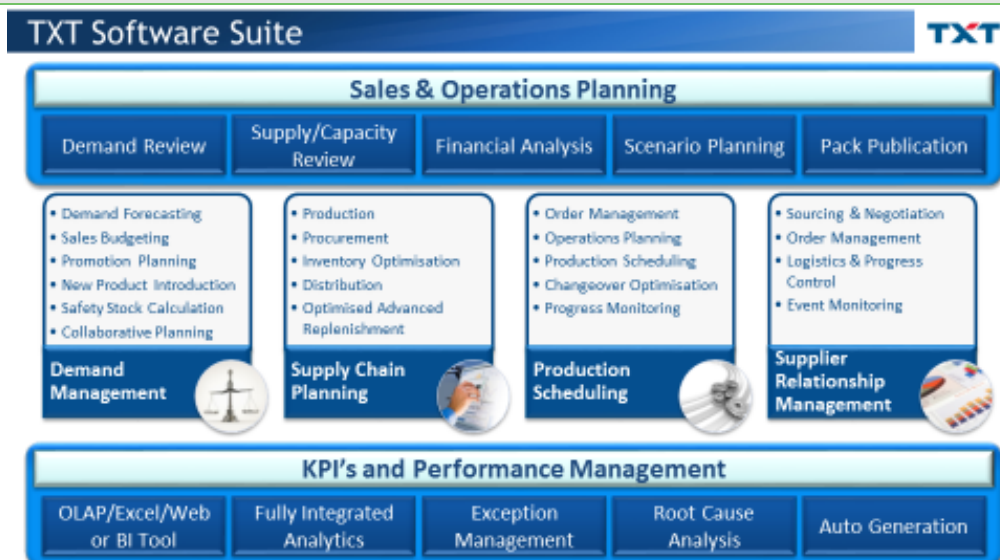 TXT Software Suite
TXT
Sales & Operations Planning
Demand Review
Supply/Capacity
Review
Financial Analysis
Scenario Planning
Pack Publication
• Demand Forecasting
• Sales Budgeting
• Promotion Planning
• New Product Introduction
• Safety Stock Calculation
• Collaborative Planning
Demand
Management
• Production
• Procurement
• Inventory Optimisation
• Distribution
• Optimised Advanced
Replenishment
Supply Chain
Planning
• Order Management
• Operations Planning
• Production Scheduling
• Changeover Optimisation
• Progress Monitoring
Production
Scheduling
• Sourcing & Negotiation
• Order Management
• Logistics & Progress
Control
• Event Monitoring
Supplier
Relationship
Management
KPI's and Performance Management
OLAP/Excel/Web
or BI Tool
Fully Integrated
Analytics
Exception
Management
Root Cause
Analysis
Auto Generation